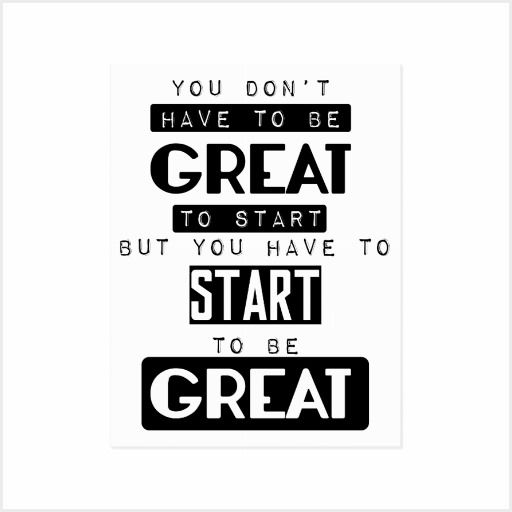 YOU DON'T
HAVE TO BE
GREAT
TO START
BUT YOU HAVE TO
START
TO BE
GREAT